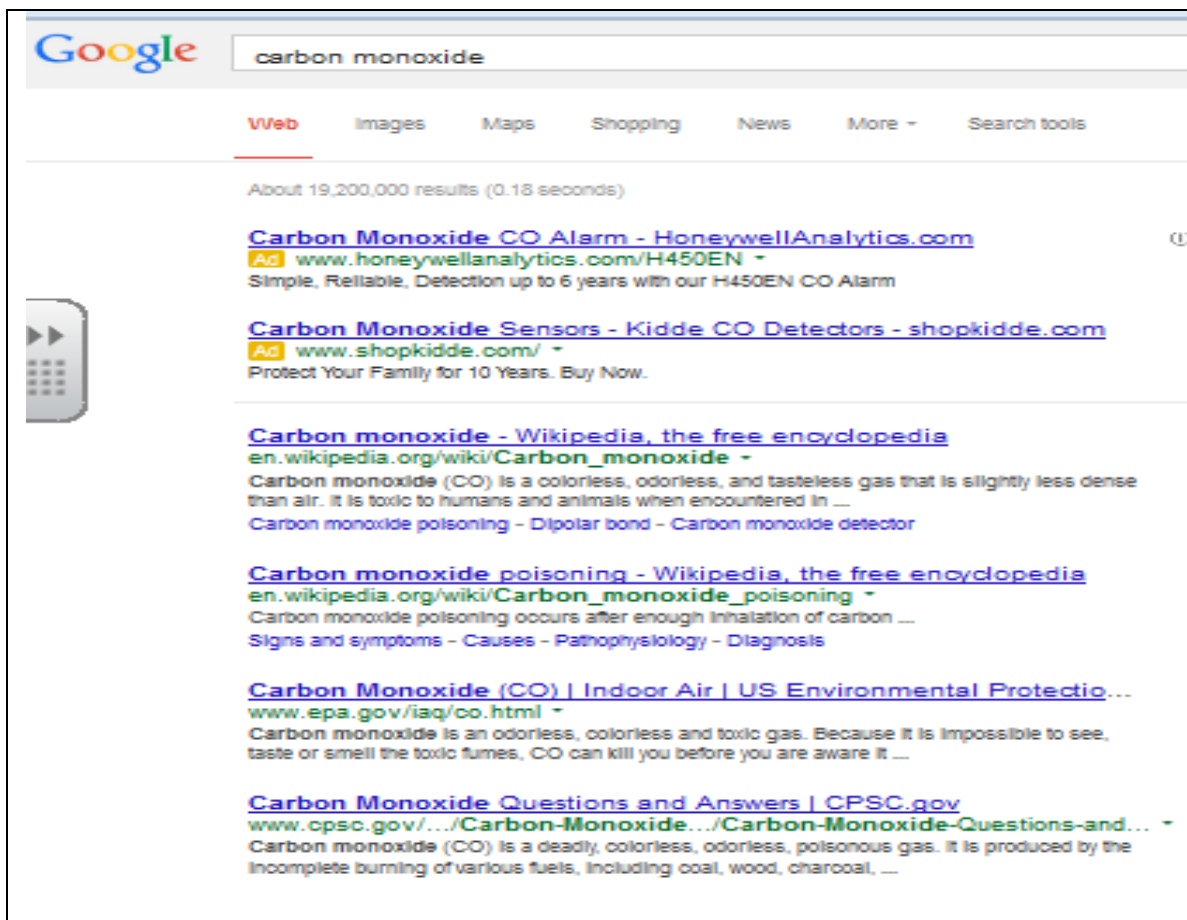 Google
carbon monoxide
Web Images Maps Shopping News More Search tools
About 19,200,000 results (0.18 seconds)
Carbon Monoxide CO Alarm - HoneywellAnalytics.com
Ad www.honeywellanalytics.com/H450EN
Simple, Reliable, Detection up to 6 years with our H450EN CO Alarm
Carbon Monoxide Sensors - Kidde CO Detectors - shopkidde.com
Ad www.shopkidde.com/
Protect Your Family for 10 Years. Buy Now.
Carbon monoxide - Wikipedia, the free encyclopedia
en.wikipedia.org/wiki/Carbon_monoxide
Carbon monoxide (CO) is a colorless, odorless, and tasteless gas that is slightly less dense
than air. It is toxic to humans and animals when encountered in ...
Carbon monoxide poisoning - Dipolar bond - Carbon monoxide detector
Carbon monoxide poisoning - Wikipedia, the free encyclopedia
en.wikipedia.org/wiki/Carbon_monoxide_poisoning
Carbon monoxide poisoning occurs after enough inhalation of carbon ...
Signs and symptoms - Causes - Pathophysiology - Diagnosis
Carbon Monoxide (CO) | Indoor Air | US Environmental Protectio...
www.epa.gov/iaq/co.html
Carbon monoxide is an odorless, colorless and toxic gas. Because it is impossible to see,
taste or smell the toxic fumes, CO can kill you before you are aware it ...
Carbon Monoxide Questions and Answers | CPSC.gov
www.cpsc.gov/.../Carbon-Monoxide.../Carbon-Monoxide-Questions-and...
Carbon monoxide (CO) is a deadly, colorless, odorless, poisonous gas. It is produced by the
incomplete burning of various fuels, including coal, wood, charcoal, ...